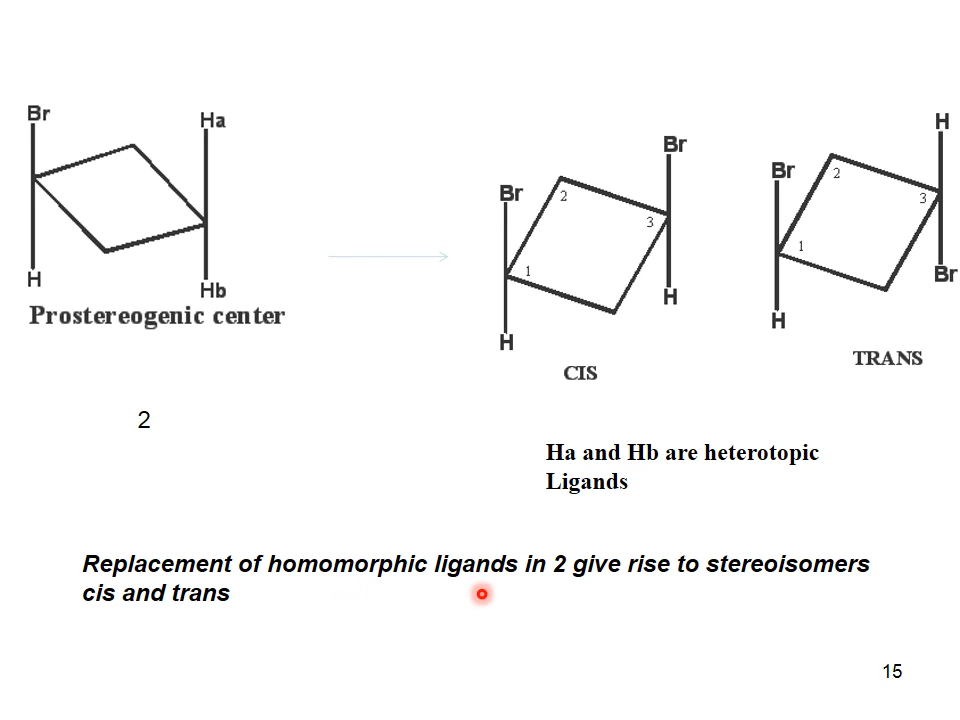 Br
Ha
H
Hb
Prostereogenic center
2
Br
Br
2
3
1
H
H
CIS
H
Br
2
3
1
Br
H
TRANS
Ha and Hb are heterotopic
Ligands
Replacement of homomorphic ligands in 2 give rise to stereoisomers
cis and trans
15